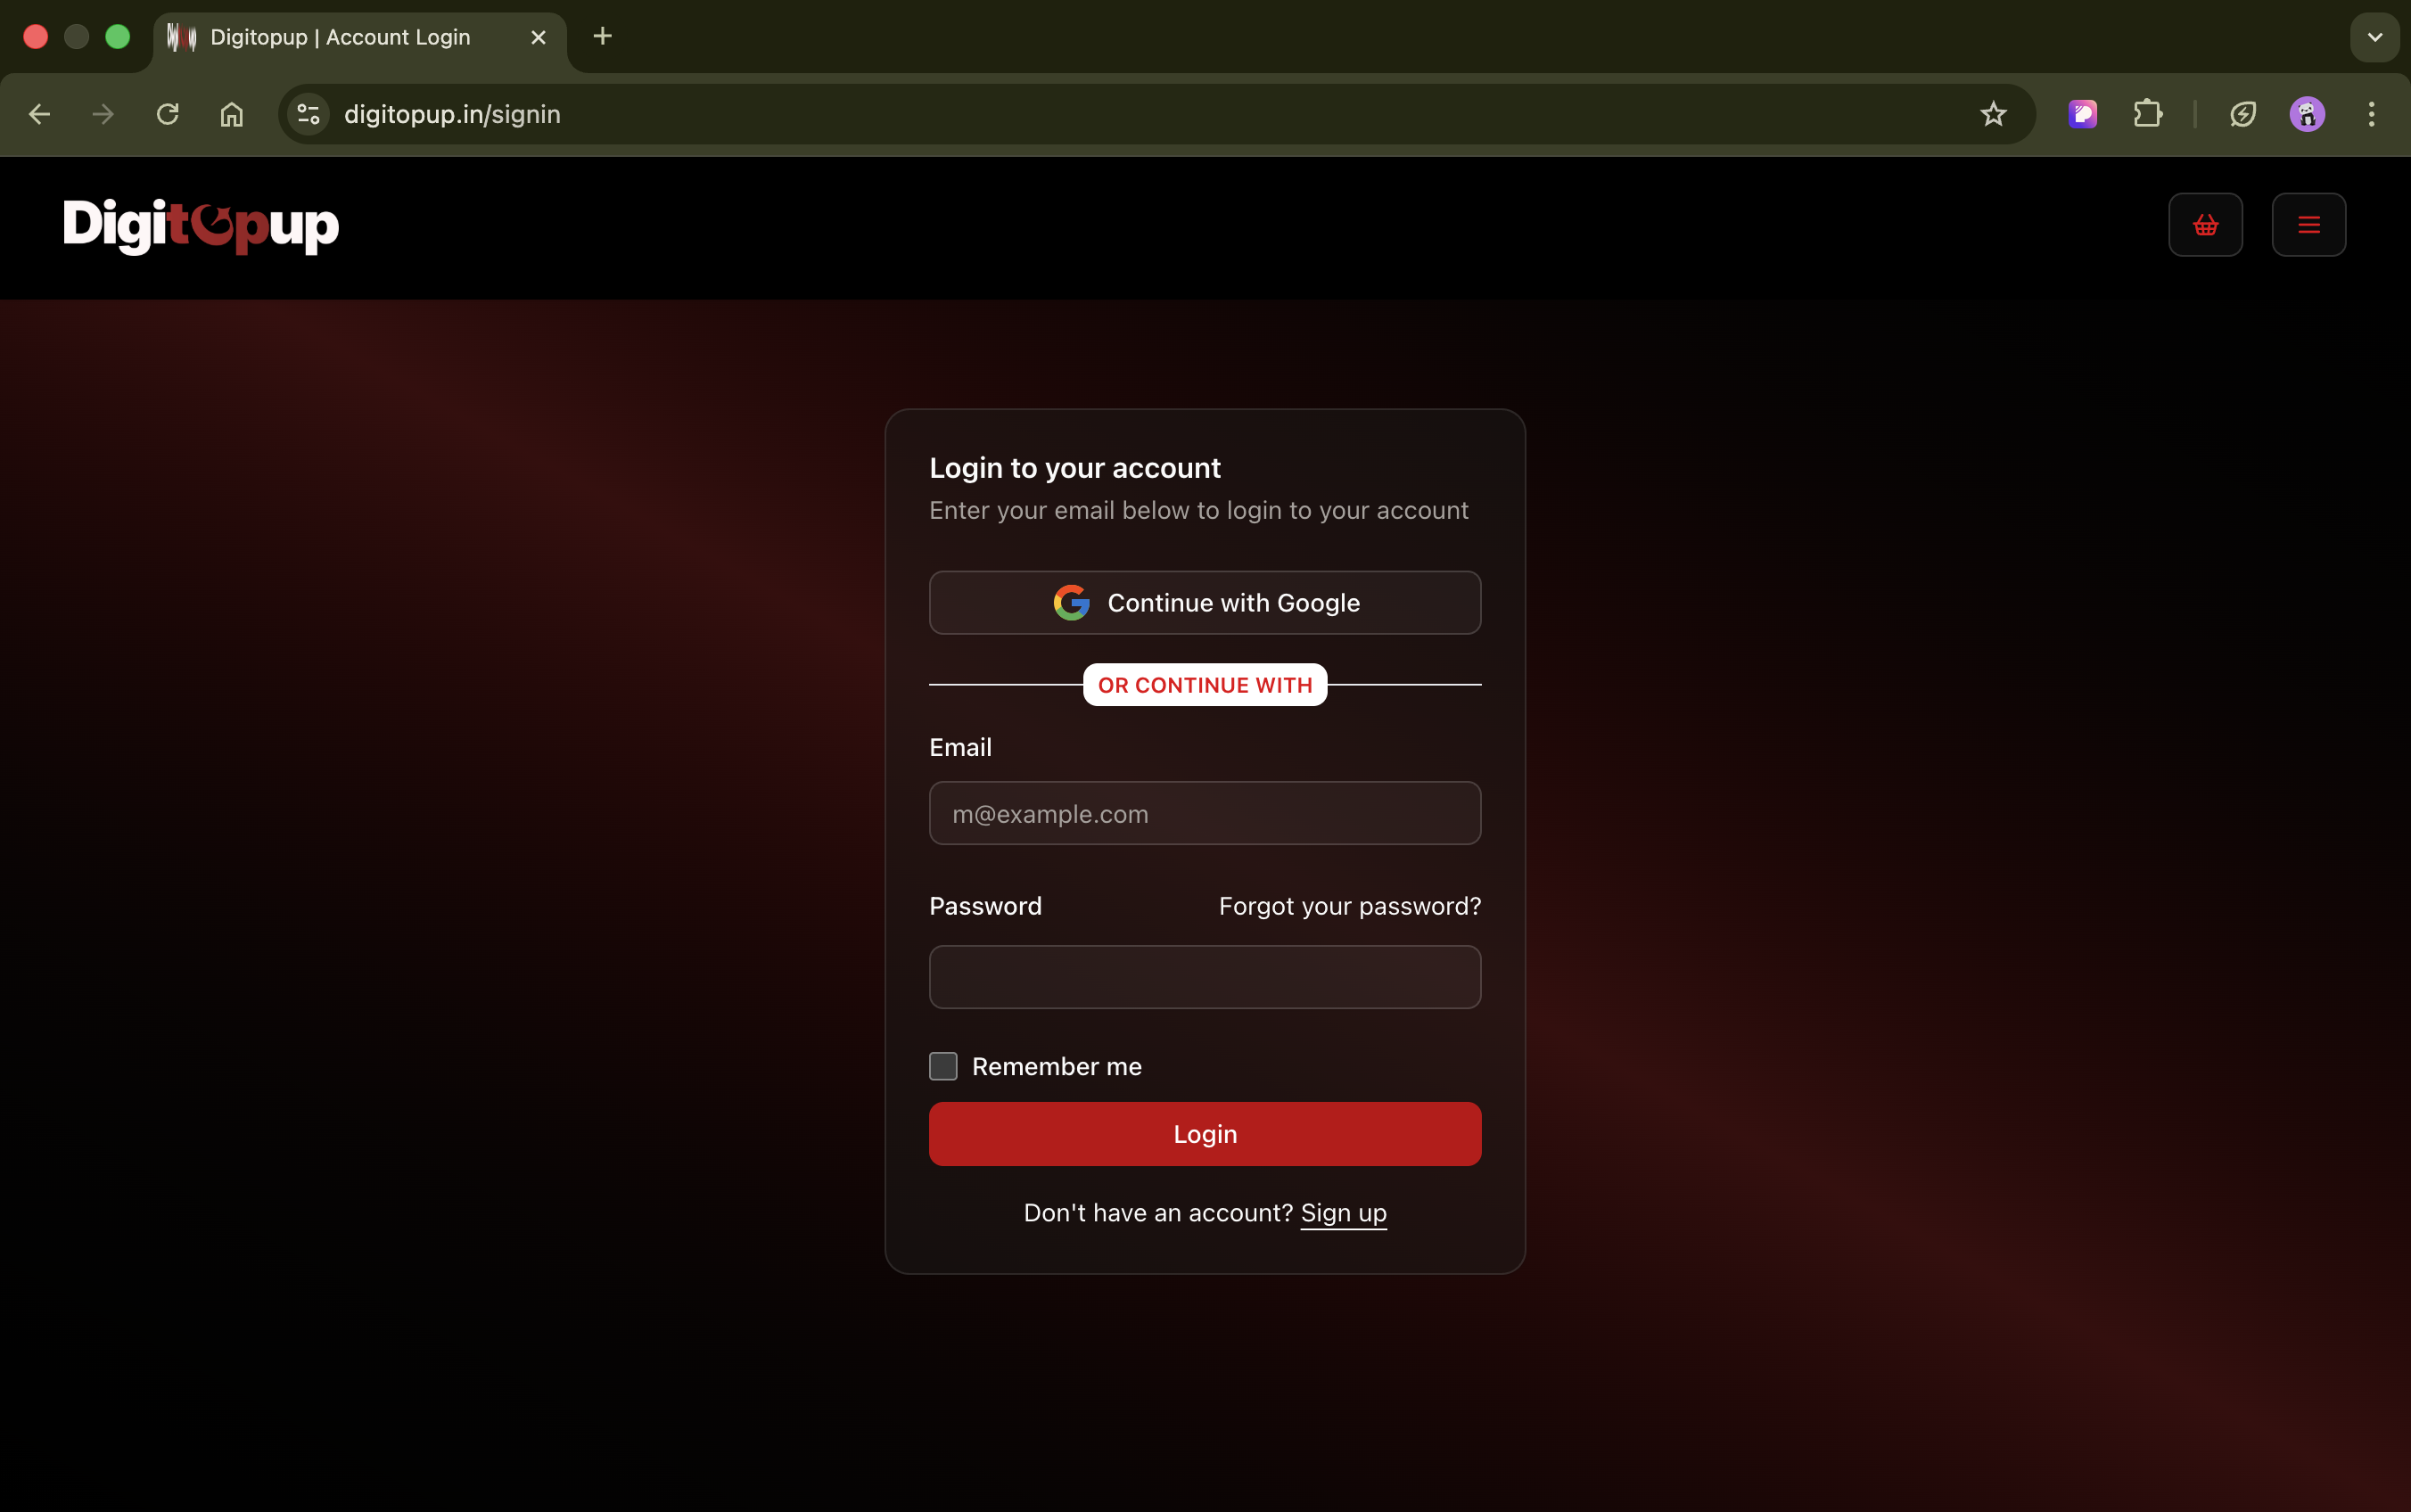 Digitopup | Account Login
digitopup.in/signin
Digitopup
Login to your account
Enter your email below to login to your account
Continue with Google
OR CONTINUE WITH
Email
m@example.com
Password
Forgot your password?
Remember me
Login
Don't have an account? Sign up